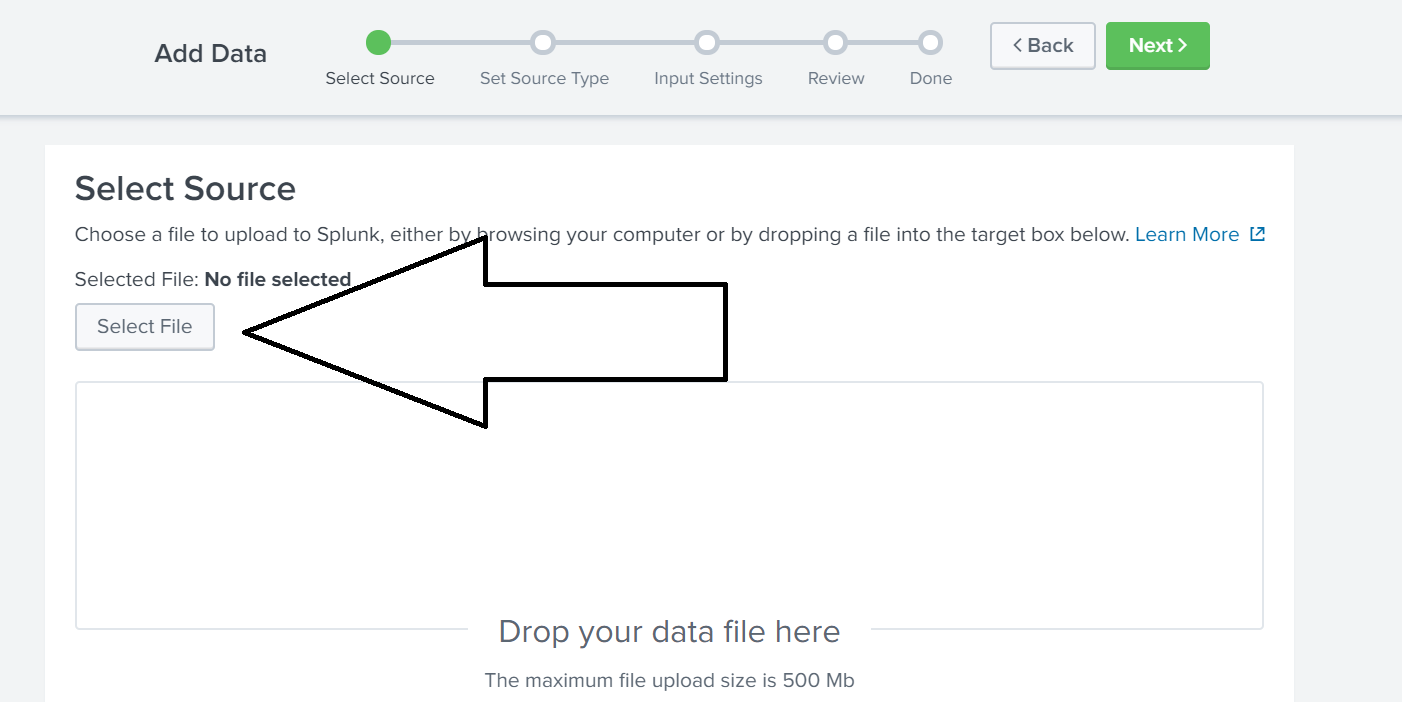 Add Data
Select Source
Set Source Type
Input Settings
Review
Done
Back
Next
Select Source
Choose a file to upload to Splunk, either by browsing your computer or by dropping a file into the target box below. Learn More
Selected File: No file selected
Select File
Drop your data file here
The maximum file upload size is 500 Mb